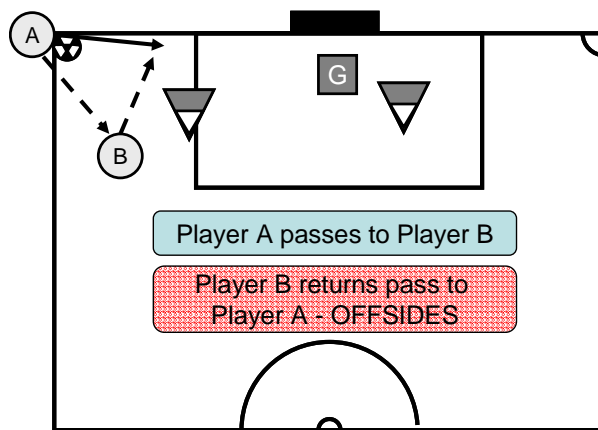 A
G
B
Player A passes to Player B
Player B returns pass to
Player A - OFFSIDES